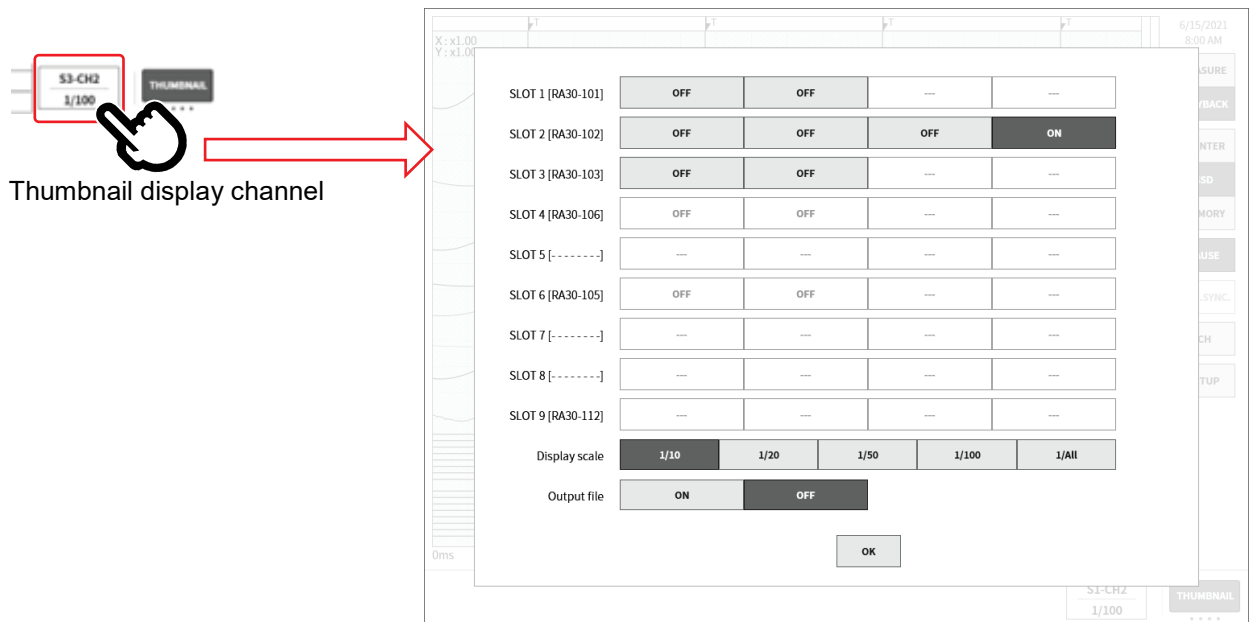 S3-CH2
1/100
THUMBNAIL
Thumbnail display channel
T T T T
6/15/2021
8:00 AM
X : x1.00
Y : x1.00
SLOT 1 [RA30-101] OFF OFF --- ---
SLOT 2 [RA30-102] OFF OFF OFF ON
SLOT 3 [RA30-103] OFF OFF --- ---
SLOT 4 [RA30-106] OFF OFF --- ---
SLOT 5 [- - - - - - - -] --- --- --- ---
SLOT 6 [RA30-105] OFF OFF --- ---
SLOT 7 [- - - - - - - -] --- --- --- ---
SLOT 8 [- - - - - - - -] --- --- --- ---
SLOT 9 [RA30-112] --- --- --- ---
Display scale 1/10 1/20 1/50 1/100 1/All
Output file ON OFF
OK
0ms
S1-CH2
1/100
THUMBNAIL